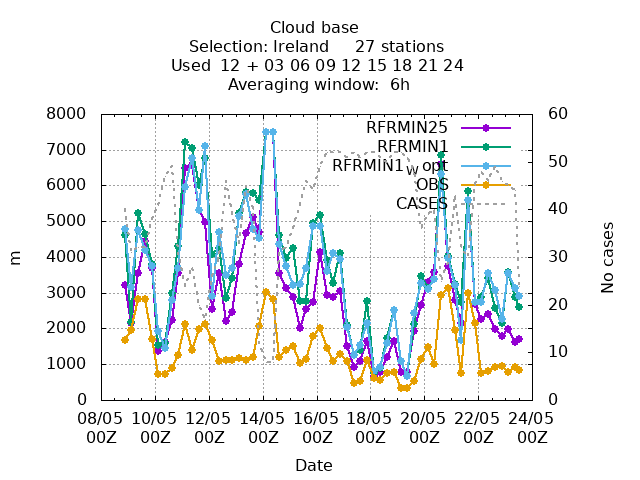 Cloud base
Selection: Ireland 27 stations
Used 12 + 03 06 09 12 15 18 21 24
Averaging window: 6h
RFRMIN25
RFRMIN1
RFRMIN1w opt
OBS
CASES
8000
7000
6000
5000
4000
3000
2000
1000
0
m
60
50
40
30
20
10
0
No cases
08/05 10/05 12/05 14/05 16/05 18/05 20/05 22/05 24/05
00Z 00Z 00Z 00Z 00Z 00Z 00Z 00Z 00Z
Date